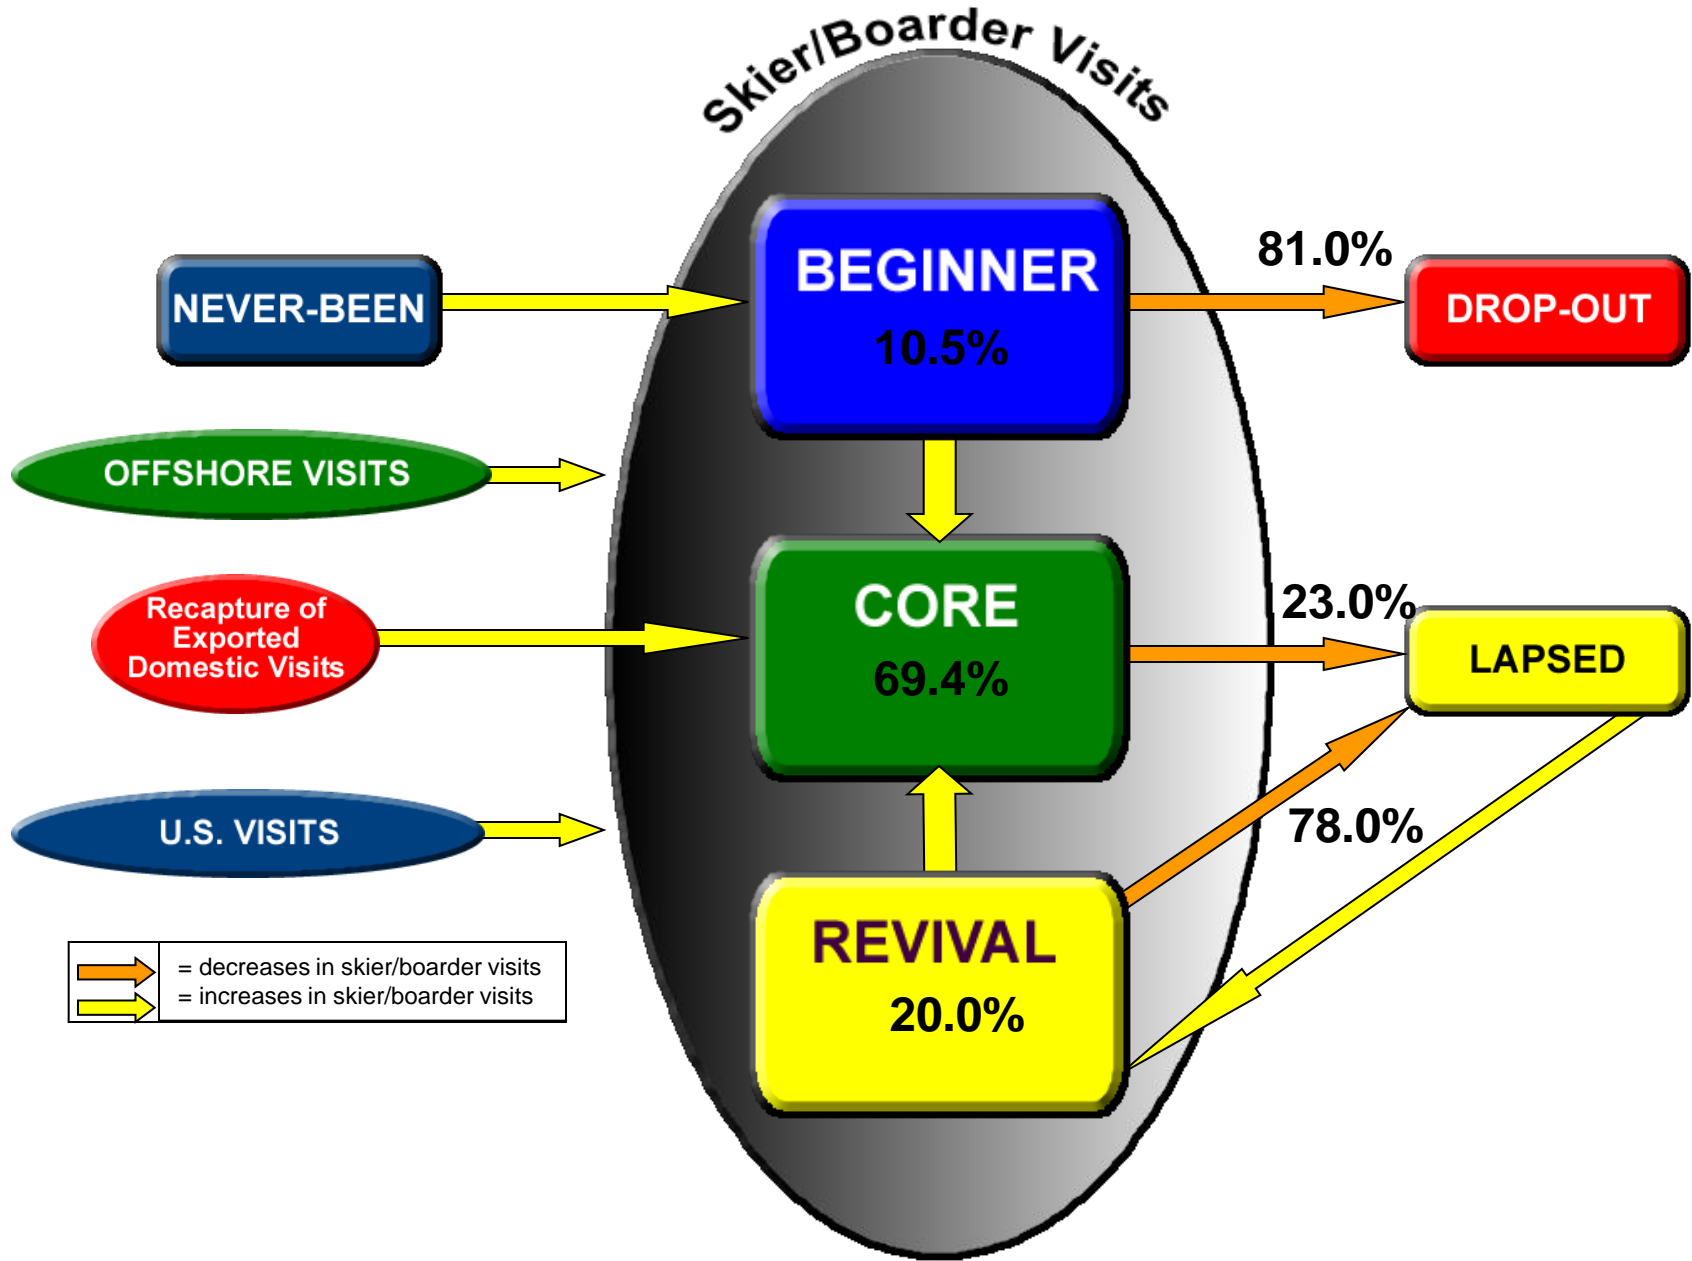 Skier/Boarder Visits
BEGINNER
10.5%
81.0%
NEVER-BEEN
DROP-OUT
OFFSHORE VISITS
CORE
69.4%
23.0%
Recapture of
Exported
Domestic Visits
LAPSED
U.S. VISITS
78.0%
REVIVAL
20.0%
= decreases in skier/boarder visits
= increases in skier/boarder visits